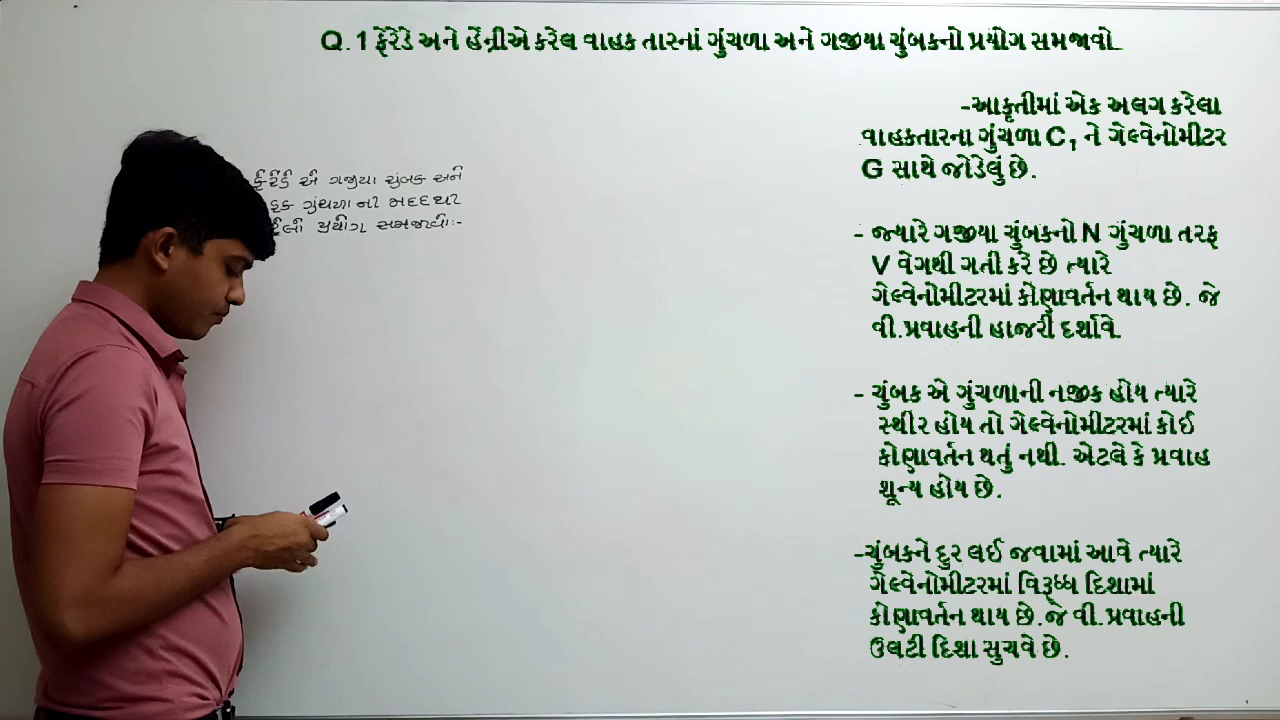 Q.1 ફેરેડે અને હેન્રીએ કરેલ વાહક તારનાં ગુંચળા અને ગજીયા ચુંબકનો પ્રયોગ સમજાવો.
ફેરેડે એ ગજીયા ચુંબક અને
ગુંચળા ની મદદથી
પ્રયોગ સમજાવો:-
-આકૃતીમાં એક અલગ કરેલા
વાહકતારના ગુંચળા C₁ ને ગેલ્વેનોમીટર
G સાથે જોડેલું છે.
- જ્યારે ગજીયા ચુંબકનો N ગુંચળા તરફ
V વેગથી ગતી કરે છે ત્યારે
ગેલ્વેનોમીટરમાં કોણાવર્તન થાય છે. જે
વી.પ્રવાહની હાજરી દર્શાવે.
- ચુંબક એ ગુંચળાની નજીક હોય ત્યારે
સ્થીર હોય તો ગેલ્વેનોમીટરમાં કોઈ
કોણાવર્તન થતું નથી. એટલે કે પ્રવાહ
શૂન્ય હોય છે.
-ચુંબકને દુર લઈ જવામાં આવે ત્યારે
ગેલ્વેનોમીટરમાં વિરૂધ્ધ દિશામાં
કોણાવર્તન થાય છે.જે વી.પ્રવાહની
ઉલટી દિશા સુચવે છે.